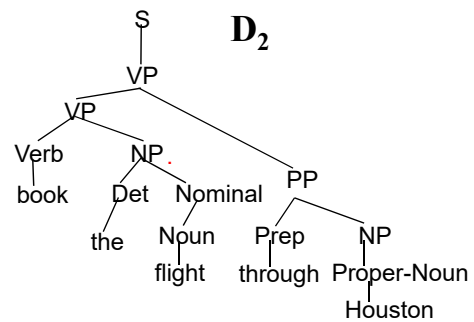 S
D₂
VP
VP
Verb NP PP
book Det Nominal
the Noun Prep NP
flight through Proper-Noun
Houston